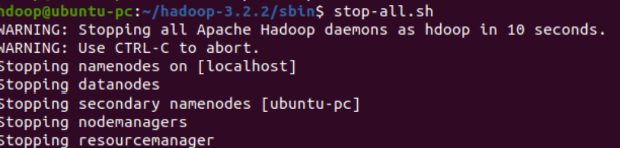 hdoop@ubuntu-pc:~/hadoop-3.2.2/sbin$ stop-all.sh
WARNING: Stopping all Apache Hadoop daemons as hdoop in 10 seconds.
WARNING: Use CTRL-C to abort.
Stopping namenodes on [localhost]
Stopping datanodes
Stopping secondary namenodes [ubuntu-pc]
Stopping nodemanagers
Stopping resourcemanager